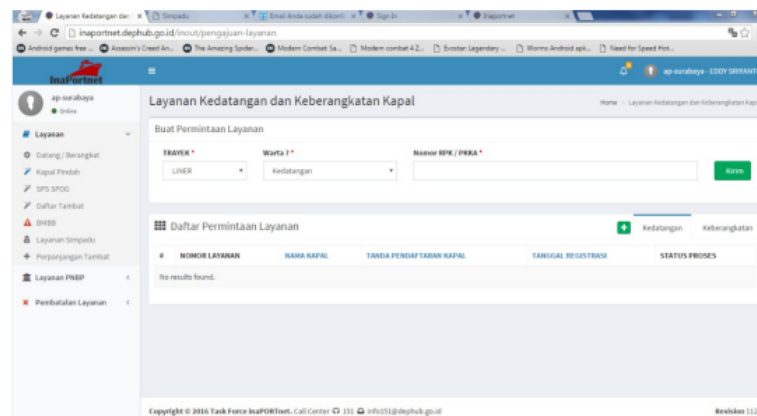 Layanan Kedatangan dan
Simpadu
Email Anda sudah dikonfi
Sign In
Inaportnet
inaportnet.dephub.go.id/inout/pengajuan-layanan
Android games free ...
Assassin's Creed An...
The Amazing Spider...
Modern Combat Sa...
Modern combat 4 Z...
Evostar: Legendary ...
Worms Android apk...
Need for Speed Hot...
InaPortnet
ap-surabaya - EDDY SRIYANT
ap-surabaya
Online
Layanan Kedatangan dan Keberangkatan Kapal
Home
Layanan Kedatangan dan Keberangkatan Kap
Layanan
Datang / Berangkat
Kapal Pindah
SPS SPOG
Daftar Tambat
BMBB
Layanan Simpadu
Perpanjangan Tambat
Layanan PNBP
Pembatalan Layanan
Buat Permintaan Layanan
TRAYEK * Warta ? * Nomor RPK / PKKA *
LINER Kedatangan Kirim
Daftar Permintaan Layanan
Kedatangan Keberangkatan
# NOMOR LAYANAN NAMA KAPAL TANDA PENDAFTARAN KAPAL TANGGAL REGISTRASI STATUS PROSES
No results found.
Copyright © 2016 Task Force InaPORTnet. Call Center 151 info151@dephub.go.id
Revision 112